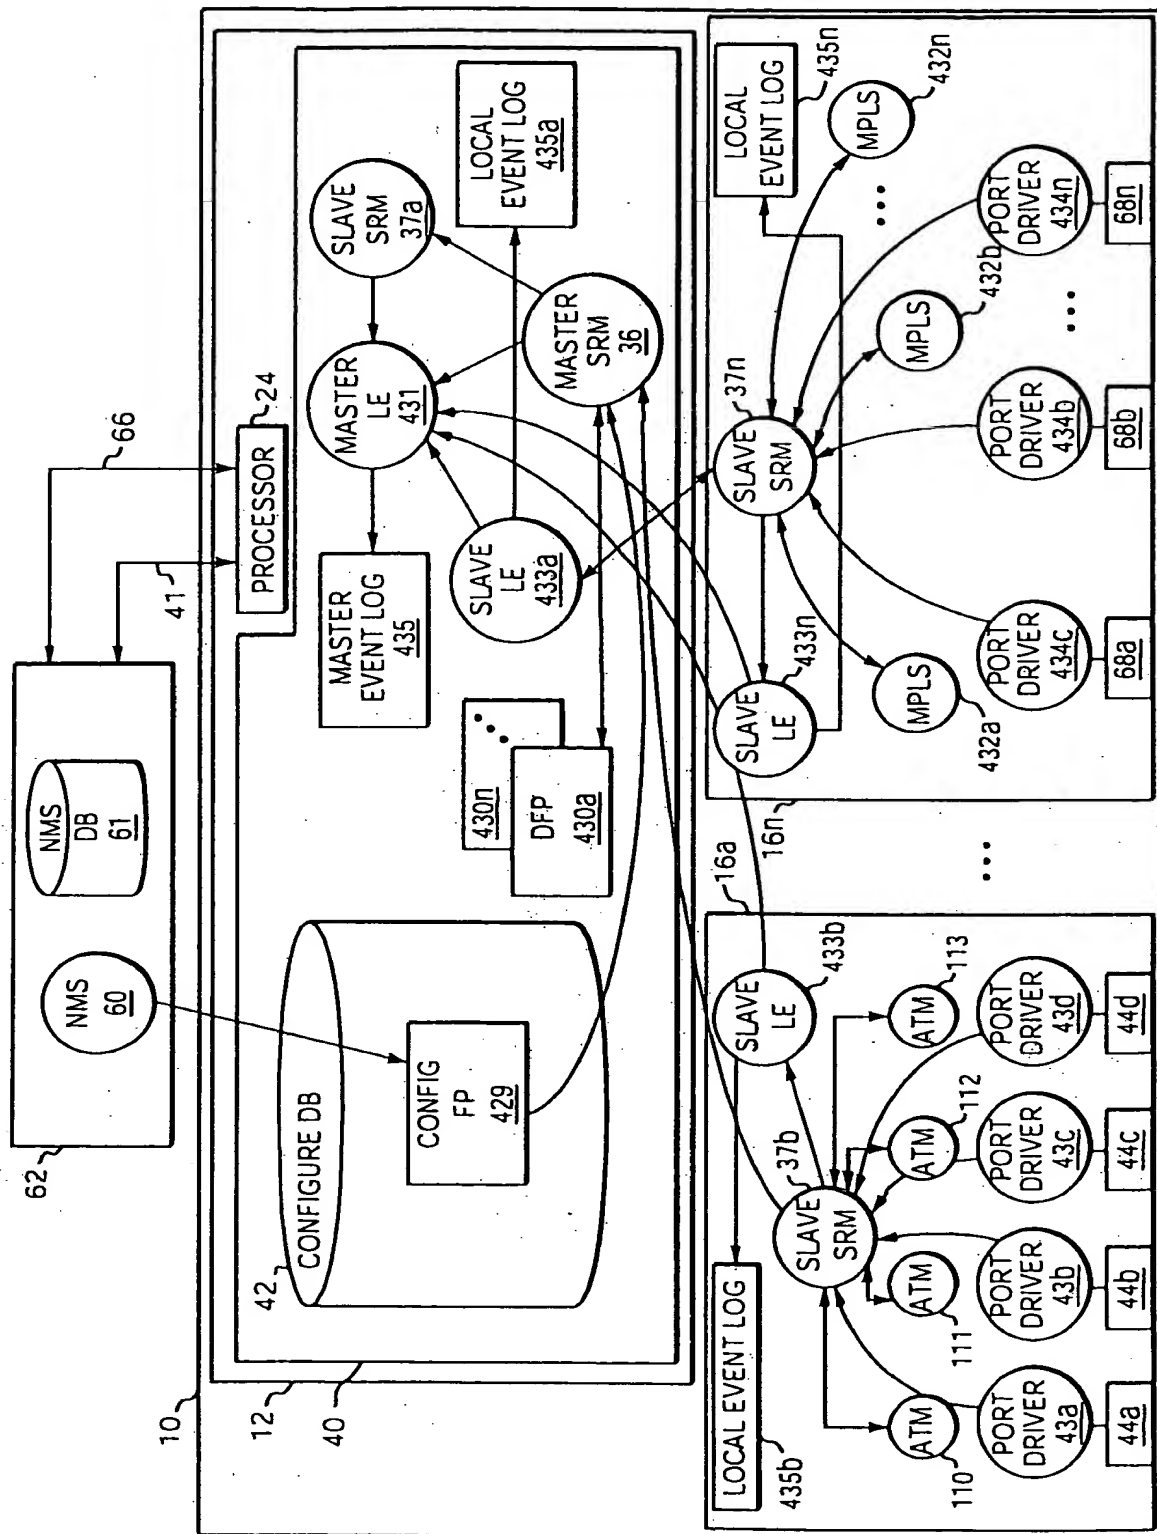 62
NMS
60
NMS
DB
61
41
66
10
12
40
PROCESSOR
24
42
CONFIGURE DB
CONFIG
FP
429
MASTER
EVENT LOG
435
MASTER
LE
431
SLAVE
SRM
37a
430n
DFP
430a
SLAVE
LE
433a
MASTER
SRM
36
LOCAL
EVENT LOG
435a
16a
LOCAL EVENT LOG
435b
SLAVE
SRM
37b
SLAVE
LE
433b
ATM
110
ATM
111
ATM
112
ATM
113
PORT
DRIVER
43a
PORT
DRIVER
43b
PORT
DRIVER
43c
PORT
DRIVER
43d
44a
44b
44c
44d
...
16n
SLAVE
LE
433n
SLAVE
SRM
37n
LOCAL
EVENT LOG
435n
MPLS
432a
MPLS
432b
...
MPLS
432n
PORT
DRIVER
434c
PORT
DRIVER
434b
...
PORT
DRIVER
434n
68a
68b
68n